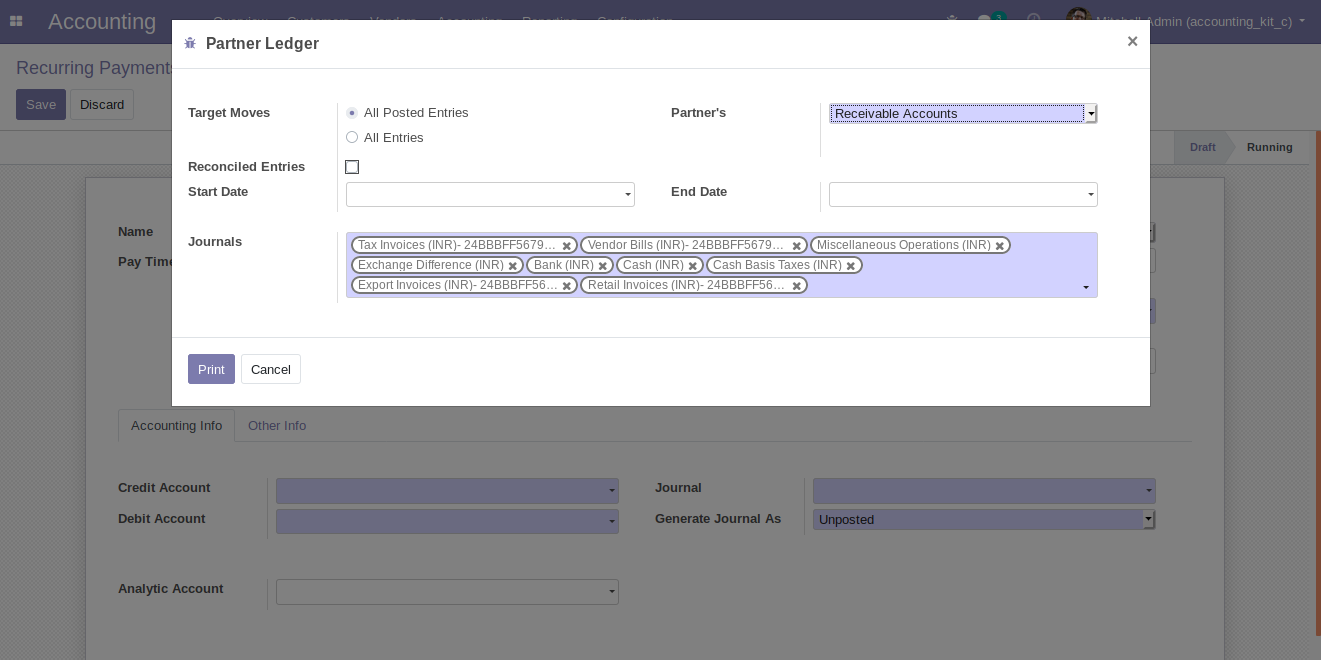 Accounting
Overview Customers Vendors Accounting Reporting Configuration
3
Mitchell Admin (accounting_kit_c)
Recurring Payments
Save Discard
Draft Running
Partner Ledger ×
Target Moves All Posted Entries Partner's Receivable Accounts
All Entries
Reconciled Entries
Start Date End Date
Journals Tax Invoices (INR)- 24BBBFF5679… Vendor Bills (INR)- 24BBBFF5679… Miscellaneous Operations (INR)
Exchange Difference (INR) Bank (INR) Cash (INR) Cash Basis Taxes (INR)
Export Invoices (INR)- 24BBBFF56… Retail Invoices (INR)- 24BBBFF56…
Print Cancel
Name
Pay Time
Accounting Info Other Info
Credit Account Journal
Debit Account Generate Journal As Unposted
Analytic Account